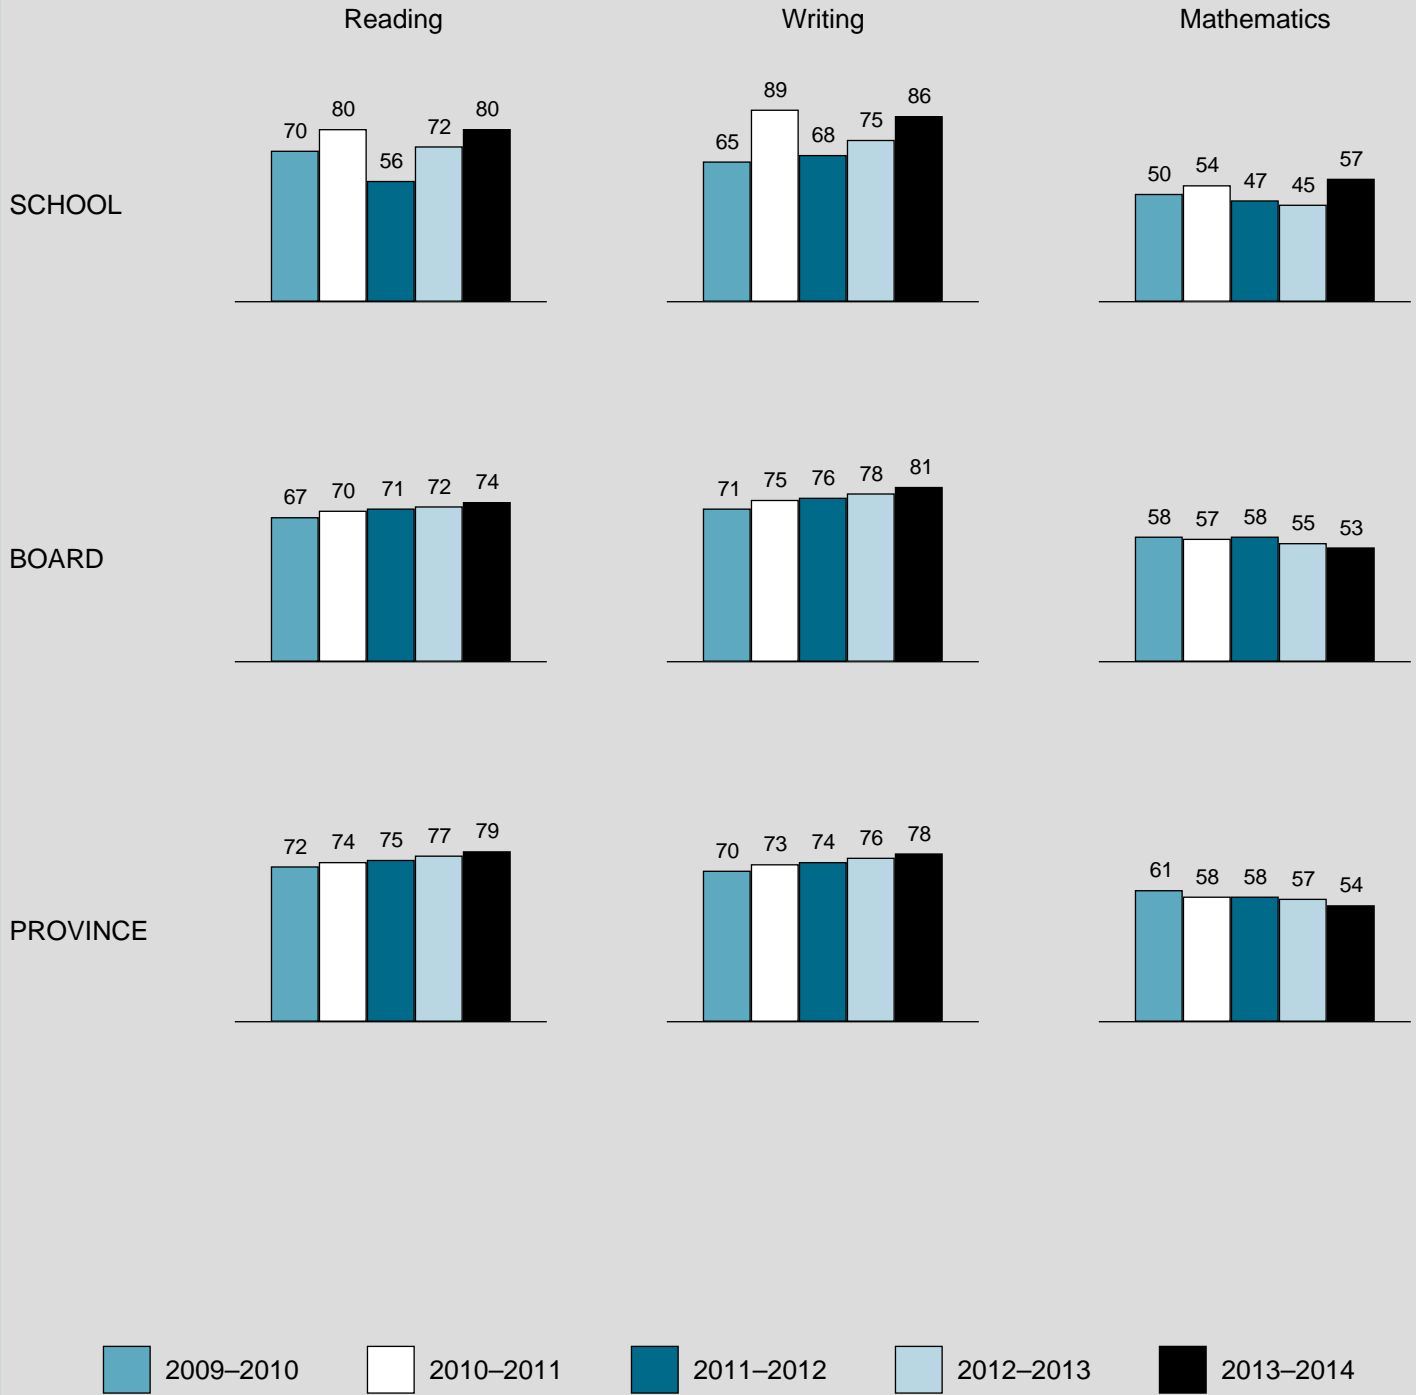 Reading Writing Mathematics
SCHOOL
70 80 56 72 80
65 89 68 75 86
50 54 47 45 57
BOARD
67 70 71 72 74
71 75 76 78 81
58 57 58 55 53
PROVINCE
72 74 75 77 79
70 73 74 76 78
61 58 58 57 54
2009–2010 2010–2011 2011–2012 2012–2013 2013–2014